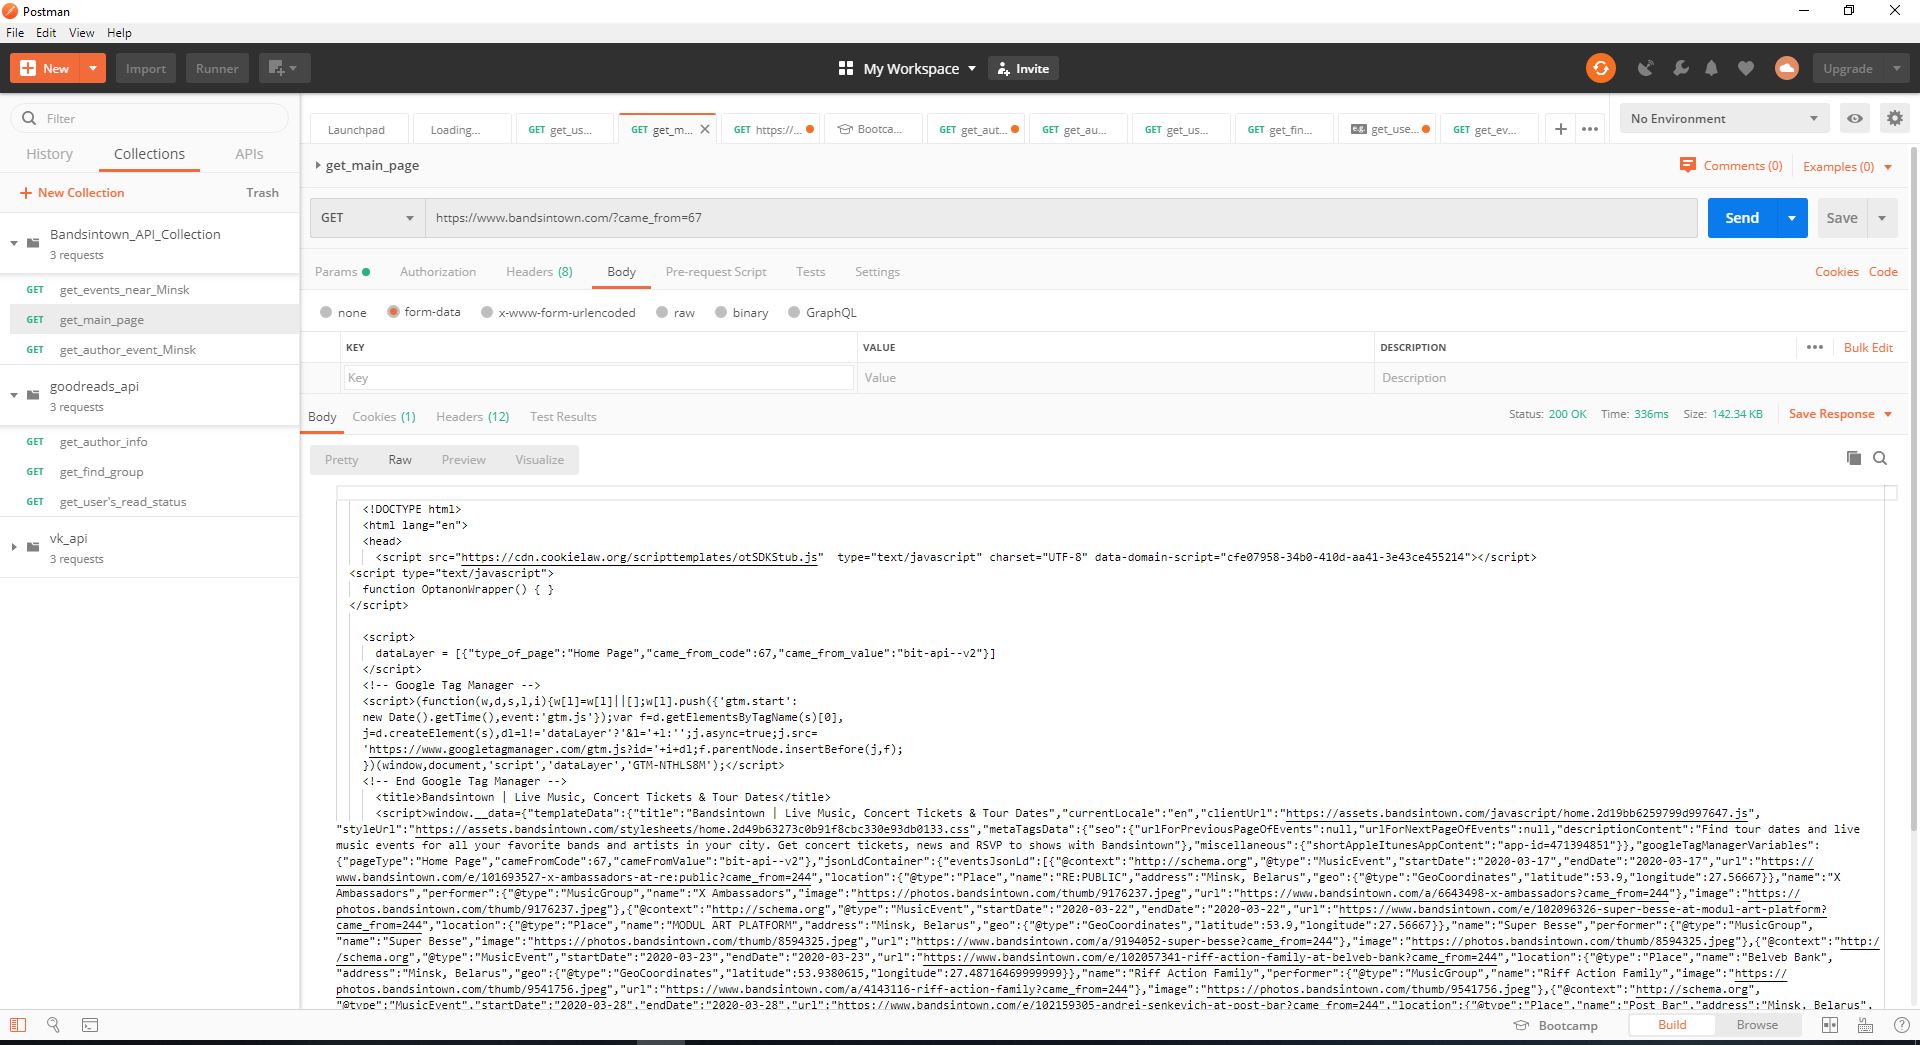 Postman
File Edit View Help
New Import Runner My Workspace Invite Upgrade
Filter
History Collections APIs
New Collection Trash
Bandsintown_API_Collection
3 requests
GET get_events_near_Minsk
GET get_main_page
GET get_author_event_Minsk
goodreads_api
3 requests
GET get_author_info
GET get_find_group
GET get_user's_read_status
vk_api
3 requests
Launchpad Loading... GET get_us... GET get_m... GET https://... Bootca... GET get_aut... GET get_au... GET get_us... GET get_fin... e.g. get_use... GET get_ev... No Environment
get_main_page Comments (0) Examples (0)
GET https://www.bandsintown.com/?came_from=67 Send Save
Params Authorization Headers (8) Body Pre-request Script Tests Settings Cookies Code
none form-data x-www-form-urlencoded raw binary GraphQL
KEY VALUE DESCRIPTION Bulk Edit
Key Value Description
Body Cookies (1) Headers (12) Test Results Status: 200 OK Time: 336ms Size: 142.34 KB Save Response
Pretty Raw Preview Visualize
<!DOCTYPE html>
<html lang="en">
<head>
<script src="https://cdn.cookielaw.org/scripttemplates/otSDKStub.js" type="text/javascript" charset="UTF-8" data-domain-script="cfe07958-34b0-410d-aa41-3e43ce455214"></script>
<script type="text/javascript">
function OptanonWrapper() { }
</script>
<script>
dataLayer = [{"type_of_page":"Home Page","came_from_code":67,"came_from_value":"bit-api--v2"}]
</script>
<!-- Google Tag Manager -->
<script>(function(w,d,s,l,i){w[l]=w[l]||[];w[l].push({'gtm.start':
new Date().getTime(),event:'gtm.js'});var f=d.getElementsByTagName(s)[0],
j=d.createElement(s),dl=l!='dataLayer'?'&l='+l:'';j.async=true;j.src=
'https://www.googletagmanager.com/gtm.js?id='+i+dl;f.parentNode.insertBefore(j,f);
})(window,document,'script','dataLayer','GTM-NTHLS8M');</script>
<!-- End Google Tag Manager -->
<title>Bandsintown | Live Music, Concert Tickets & Tour Dates</title>
<script>window.__data={"templateData":{"title":"Bandsintown | Live Music, Concert Tickets & Tour Dates","currentLocale":"en","clientUrl":"https://assets.bandsintown.com/javascript/home.2d19bb6259799d997647.js",
"styleUrl":"https://assets.bandsintown.com/stylesheets/home.2d49b63273c0b91f8cbc330e93db0133.css","metaTagsData":{"seo":{"urlForPreviousPageOfEvents":null,"urlForNextPageOfEvents":null,"descriptionContent":"Find tour dates and live
music events for all your favorite bands and artists in your city. Get concert tickets, news and RSVP to shows with Bandsintown"},"miscellaneous":{"shortAppleItunesAppContent":"app-id=471394851"}},"googleTagManagerVariables":
{"pageType":"Home Page","cameFromCode":67,"cameFromValue":"bit-api--v2"},"jsonLdContainer":{"eventsJsonLd":[{"@context":"http://schema.org","@type":"MusicEvent","startDate":"2020-03-17","endDate":"2020-03-17","url":"https://
www.bandsintown.com/e/101693527-x-ambassadors-at-re:public?came_from=244","location":{"@type":"Place","name":"RE:PUBLIC","address":"Minsk, Belarus","geo":{"@type":"GeoCoordinates","latitude":53.9,"longitude":27.56667}},"name":"X
Ambassadors","performer":{"@type":"MusicGroup","name":"X Ambassadors","image":"https://photos.bandsintown.com/thumb/9176237.jpeg","url":"https://www.bandsintown.com/a/6643498-x-ambassadors?came_from=244"},"image":"https://
photos.bandsintown.com/thumb/9176237.jpeg"},{"@context":"http://schema.org","@type":"MusicEvent","startDate":"2020-03-22","endDate":"2020-03-22","url":"https://www.bandsintown.com/e/102096326-super-besse-at-modul-art-platform?
came_from=244","location":{"@type":"Place","name":"MODUL ART PLATFORM","address":"Minsk, Belarus","geo":{"@type":"GeoCoordinates","latitude":53.9,"longitude":27.56667}},"name":"Super Besse","performer":{"@type":"MusicGroup",
"name":"Super Besse","image":"https://photos.bandsintown.com/thumb/8594325.jpeg","url":"https://www.bandsintown.com/a/9194052-super-besse?came_from=244"},"image":"https://photos.bandsintown.com/thumb/8594325.jpeg"},{"@context":"http:/
/schema.org","@type":"MusicEvent","startDate":"2020-03-23","endDate":"2020-03-23","url":"https://www.bandsintown.com/e/102057341-riff-action-family-at-belveb-bank?came_from=244","location":{"@type":"Place","name":"Belveb Bank",
"address":"Minsk, Belarus","geo":{"@type":"GeoCoordinates","latitude":53.9380615,"longitude":27.48716469999999}},"name":"Riff Action Family","performer":{"@type":"MusicGroup","name":"Riff Action Family","image":"https://
photos.bandsintown.com/thumb/9541756.jpeg","url":"https://www.bandsintown.com/a/4143116-riff-action-family?came_from=244"},"image":"https://photos.bandsintown.com/thumb/9541756.jpeg"},{"@context":"http://schema.org",
"@type":"MusicEvent","startDate":"2020-03-28","endDate":"2020-03-28","url":"https://www.bandsintown.com/e/102159305-andrei-senkevich-at-post-bar?came_from=244","location":{"@type":"Place","name":"Post Bar","address":"Minsk, Belarus",
Bootcamp Build Browse